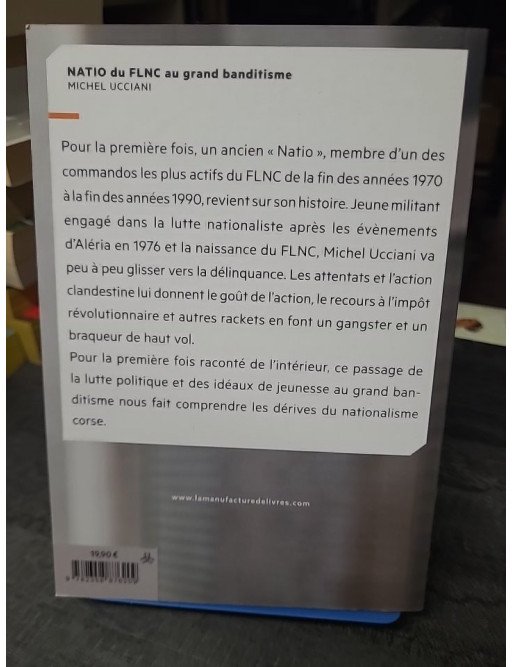 NATIO du FLNC au grand banditisme
MICHEL UCCIANI
Pour la première fois, un ancien « Natio », membre d'un des
commandos les plus actifs du FLNC de la fin des années 1970
à la fin des années 1990, revient sur son histoire. Jeune militant
engagé dans la lutte nationaliste après les évènements
d'Aléria en 1976 et la naissance du FLNC, Michel Ucciani va
peu à peu glisser vers la délinquance. Les attentats et l'action
clandestine lui donnent le goût de l'action, le recours à l'impôt
révolutionnaire et autres rackets en font un gangster et un
braqueur de haut vol.
Pour la première fois raconté de l'intérieur, ce passage de
la lutte politique et des idéaux de jeunesse au grand ban-
ditisme nous fait comprendre les dérives du nationalisme
corse.
www.lamanufacturedelivres.com
19,90 €